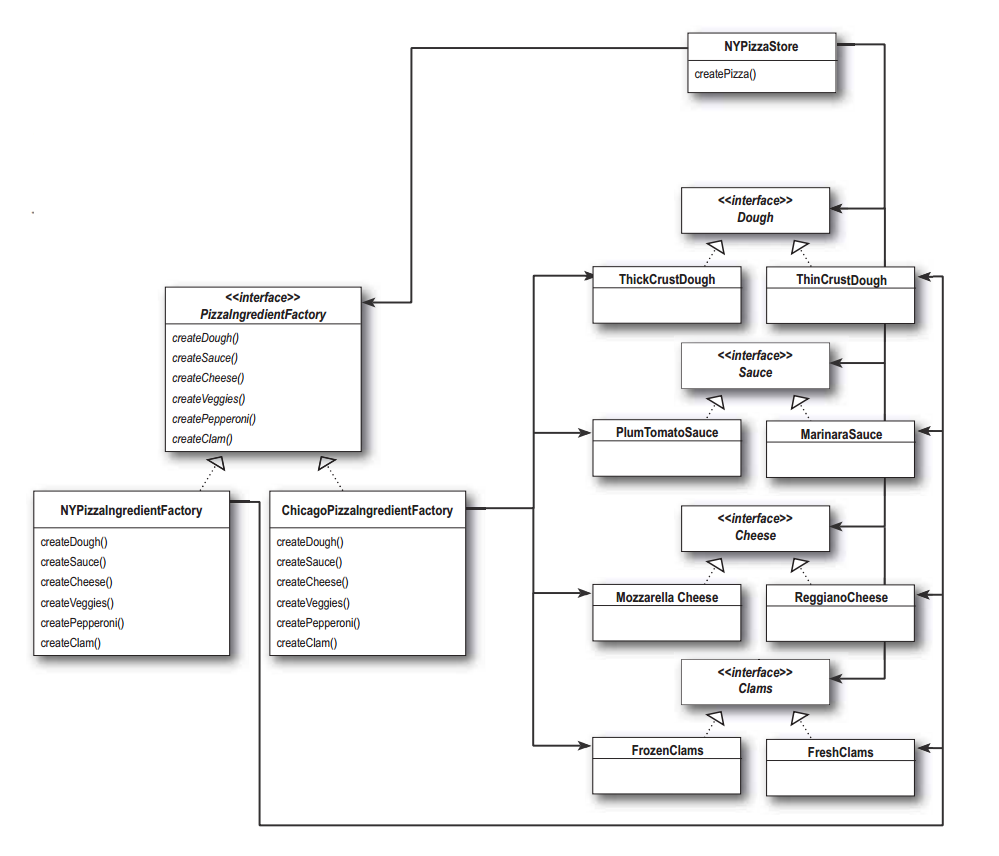 NYPizzaStore
createPizza()
<<interface>>
Dough
ThickCrustDough
ThinCrustDough
<<interface>>
PizzaIngredientFactory
createDough()
createSauce()
createCheese()
createVeggies()
createPepperoni()
createClam()
<<interface>>
Sauce
PlumTomatoSauce
MarinaraSauce
NYPizzaIngredientFactory
createDough()
createSauce()
createCheese()
createVeggies()
createPepperoni()
createClam()
ChicagoPizzaIngredientFactory
createDough()
createSauce()
createCheese()
createVeggies()
createPepperoni()
createClam()
<<interface>>
Cheese
Mozzarella Cheese
ReggianoCheese
<<interface>>
Clams
FrozenClams
FreshClams